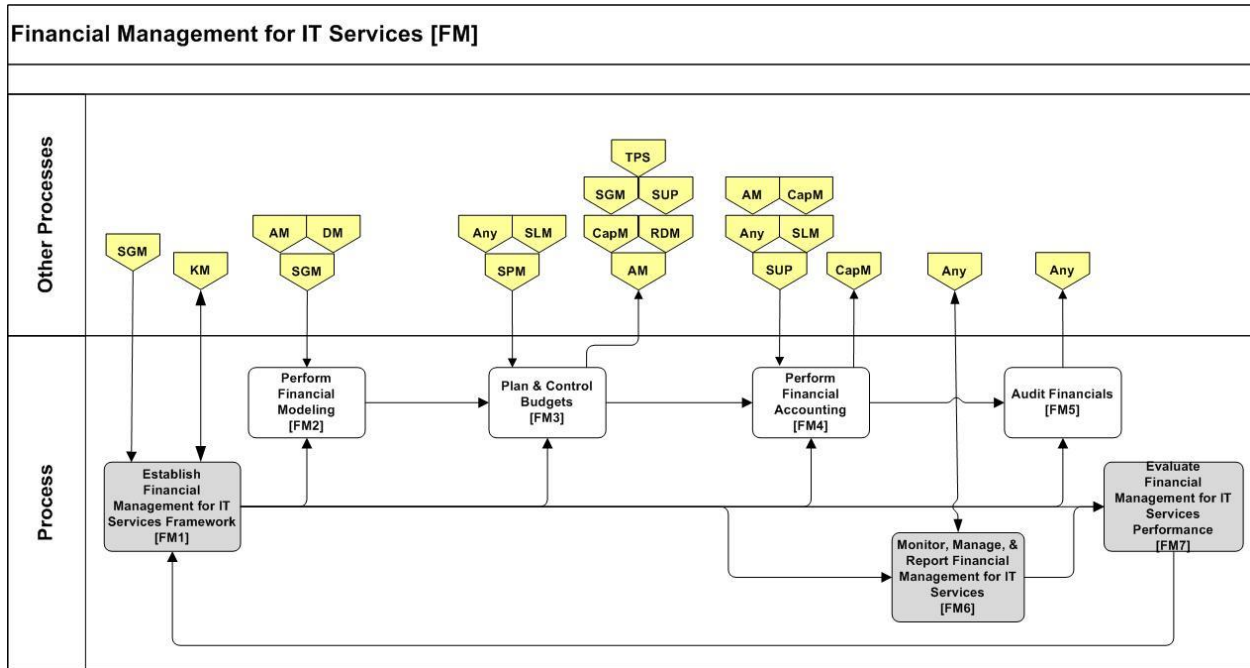 Financial Management for IT Services [FM]
Other Processes
TPS
SGM
SUP
AM
CapM
AM
DM
Any
SLM
CapM
RDM
Any
SLM
SGM
KM
SGM
SPM
AM
SUP
CapM
Any
Any
Process
Perform
Financial
Modeling
[FM2]
Plan & Control
Budgets
[FM3]
Perform
Financial
Accounting
[FM4]
Audit Financials
[FM5]
Establish
Financial
Management for IT
Services Framework
[FM1]
Evaluate
Financial
Management for IT
Services
Performance
[FM7]
Monitor, Manage, &
Report Financial
Management for IT
Services
[FM6]